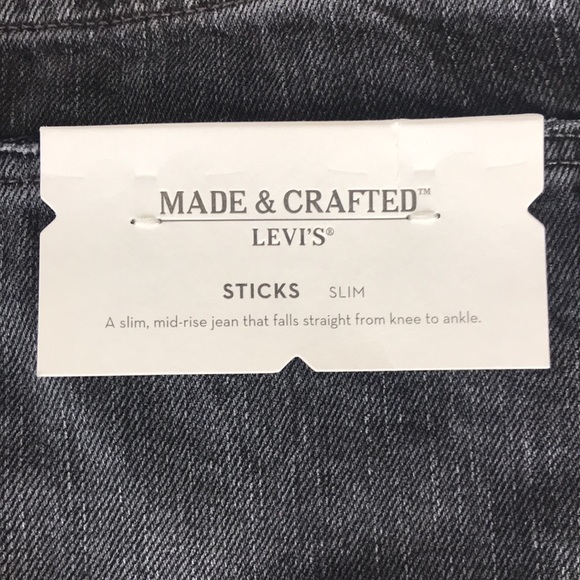 MADE & CRAFTED™
LEVI'S®
STICKS SLIM
A slim, mid-rise jean that falls straight from knee to ankle.